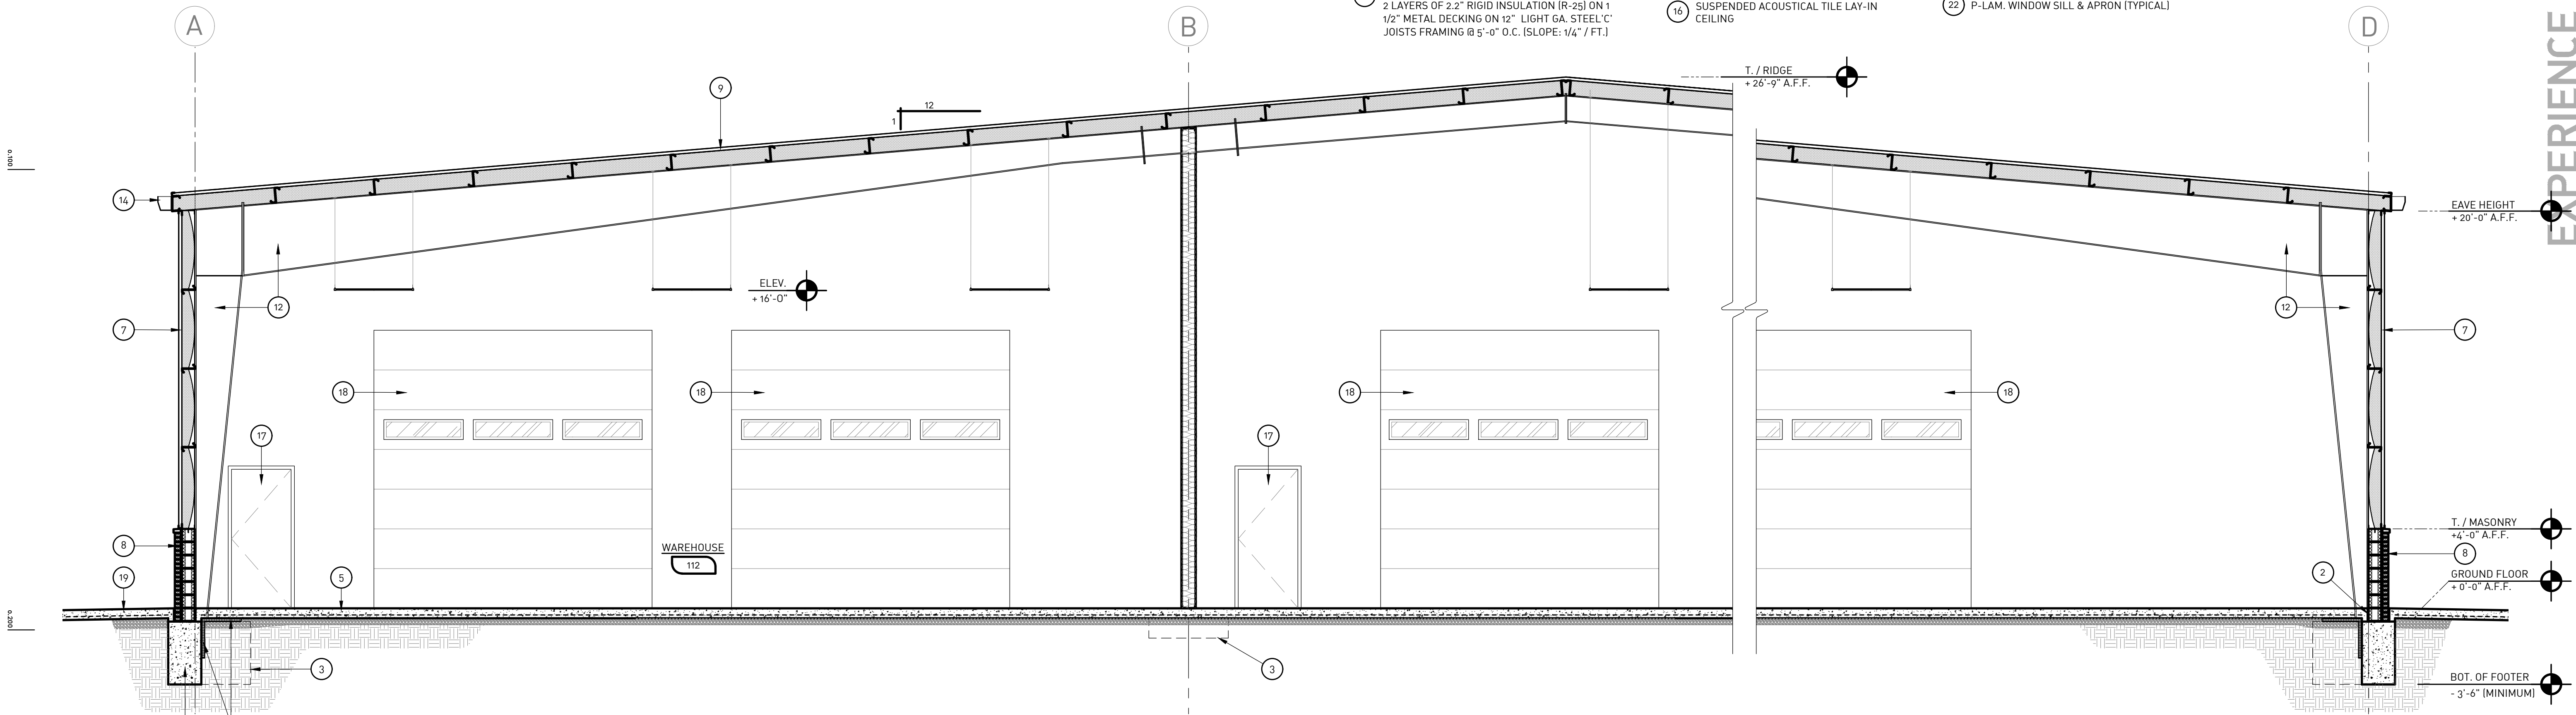 2 LAYERS OF 2.2" RIGID INSULATION (R-25) ON 1
1/2" METAL DECKING ON 12" LIGHT GA. STEEL'C'
JOISTS FRAMING @ 5'-0" O.C. (SLOPE: 1/4" / FT.)
16 SUSPENDED ACOUSTICAL TILE LAY-IN
CEILING
22 P-LAM. WINDOW SILL & APRON (TYPICAL)
EXPERIENCE
A
B
D
T. / RIDGE
+ 26'-9" A.F.F.
9
12
1
0.100
14
EAVE HEIGHT
+ 20'-0" A.F.F.
ELEV.
+ 16'-0"
12
12
7
7
18
18
18
18
17
17
WAREHOUSE
112
T. / MASONRY
+4'-0" A.F.F.
8
8
19
5
2
GROUND FLOOR
+ 0'-0" A.F.F.
0.200
3
3
BOT. OF FOOTER
- 3'-6" (MINIMUM)